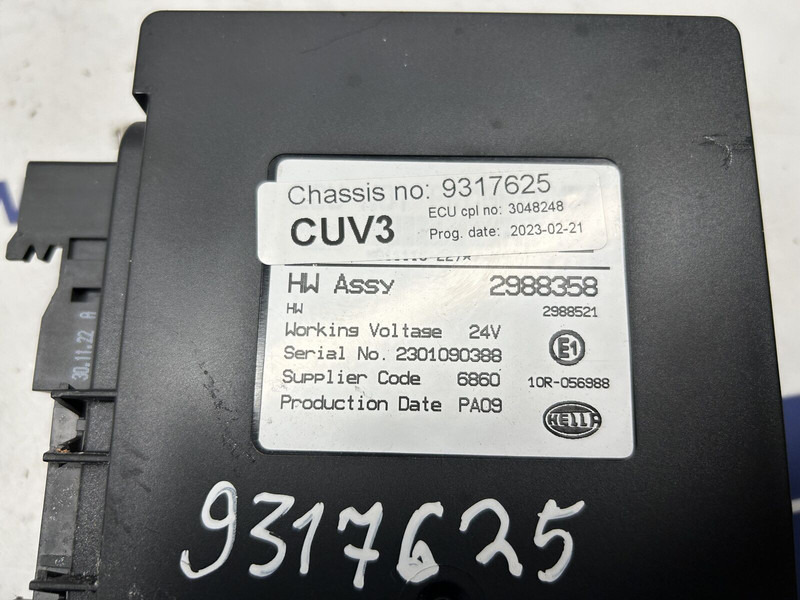 Chassis no: 9317625
ECU cpl no: 3048248
CUV3
Prog. date: 2023-02-21
HW Assy 2988358
HW 2988521
Working Voltage 24V
E1
Serial No. 2301090388
Supplier Code 6860
10R-056988
Production Date PA09
HELLA
30.11.22 A
9317625